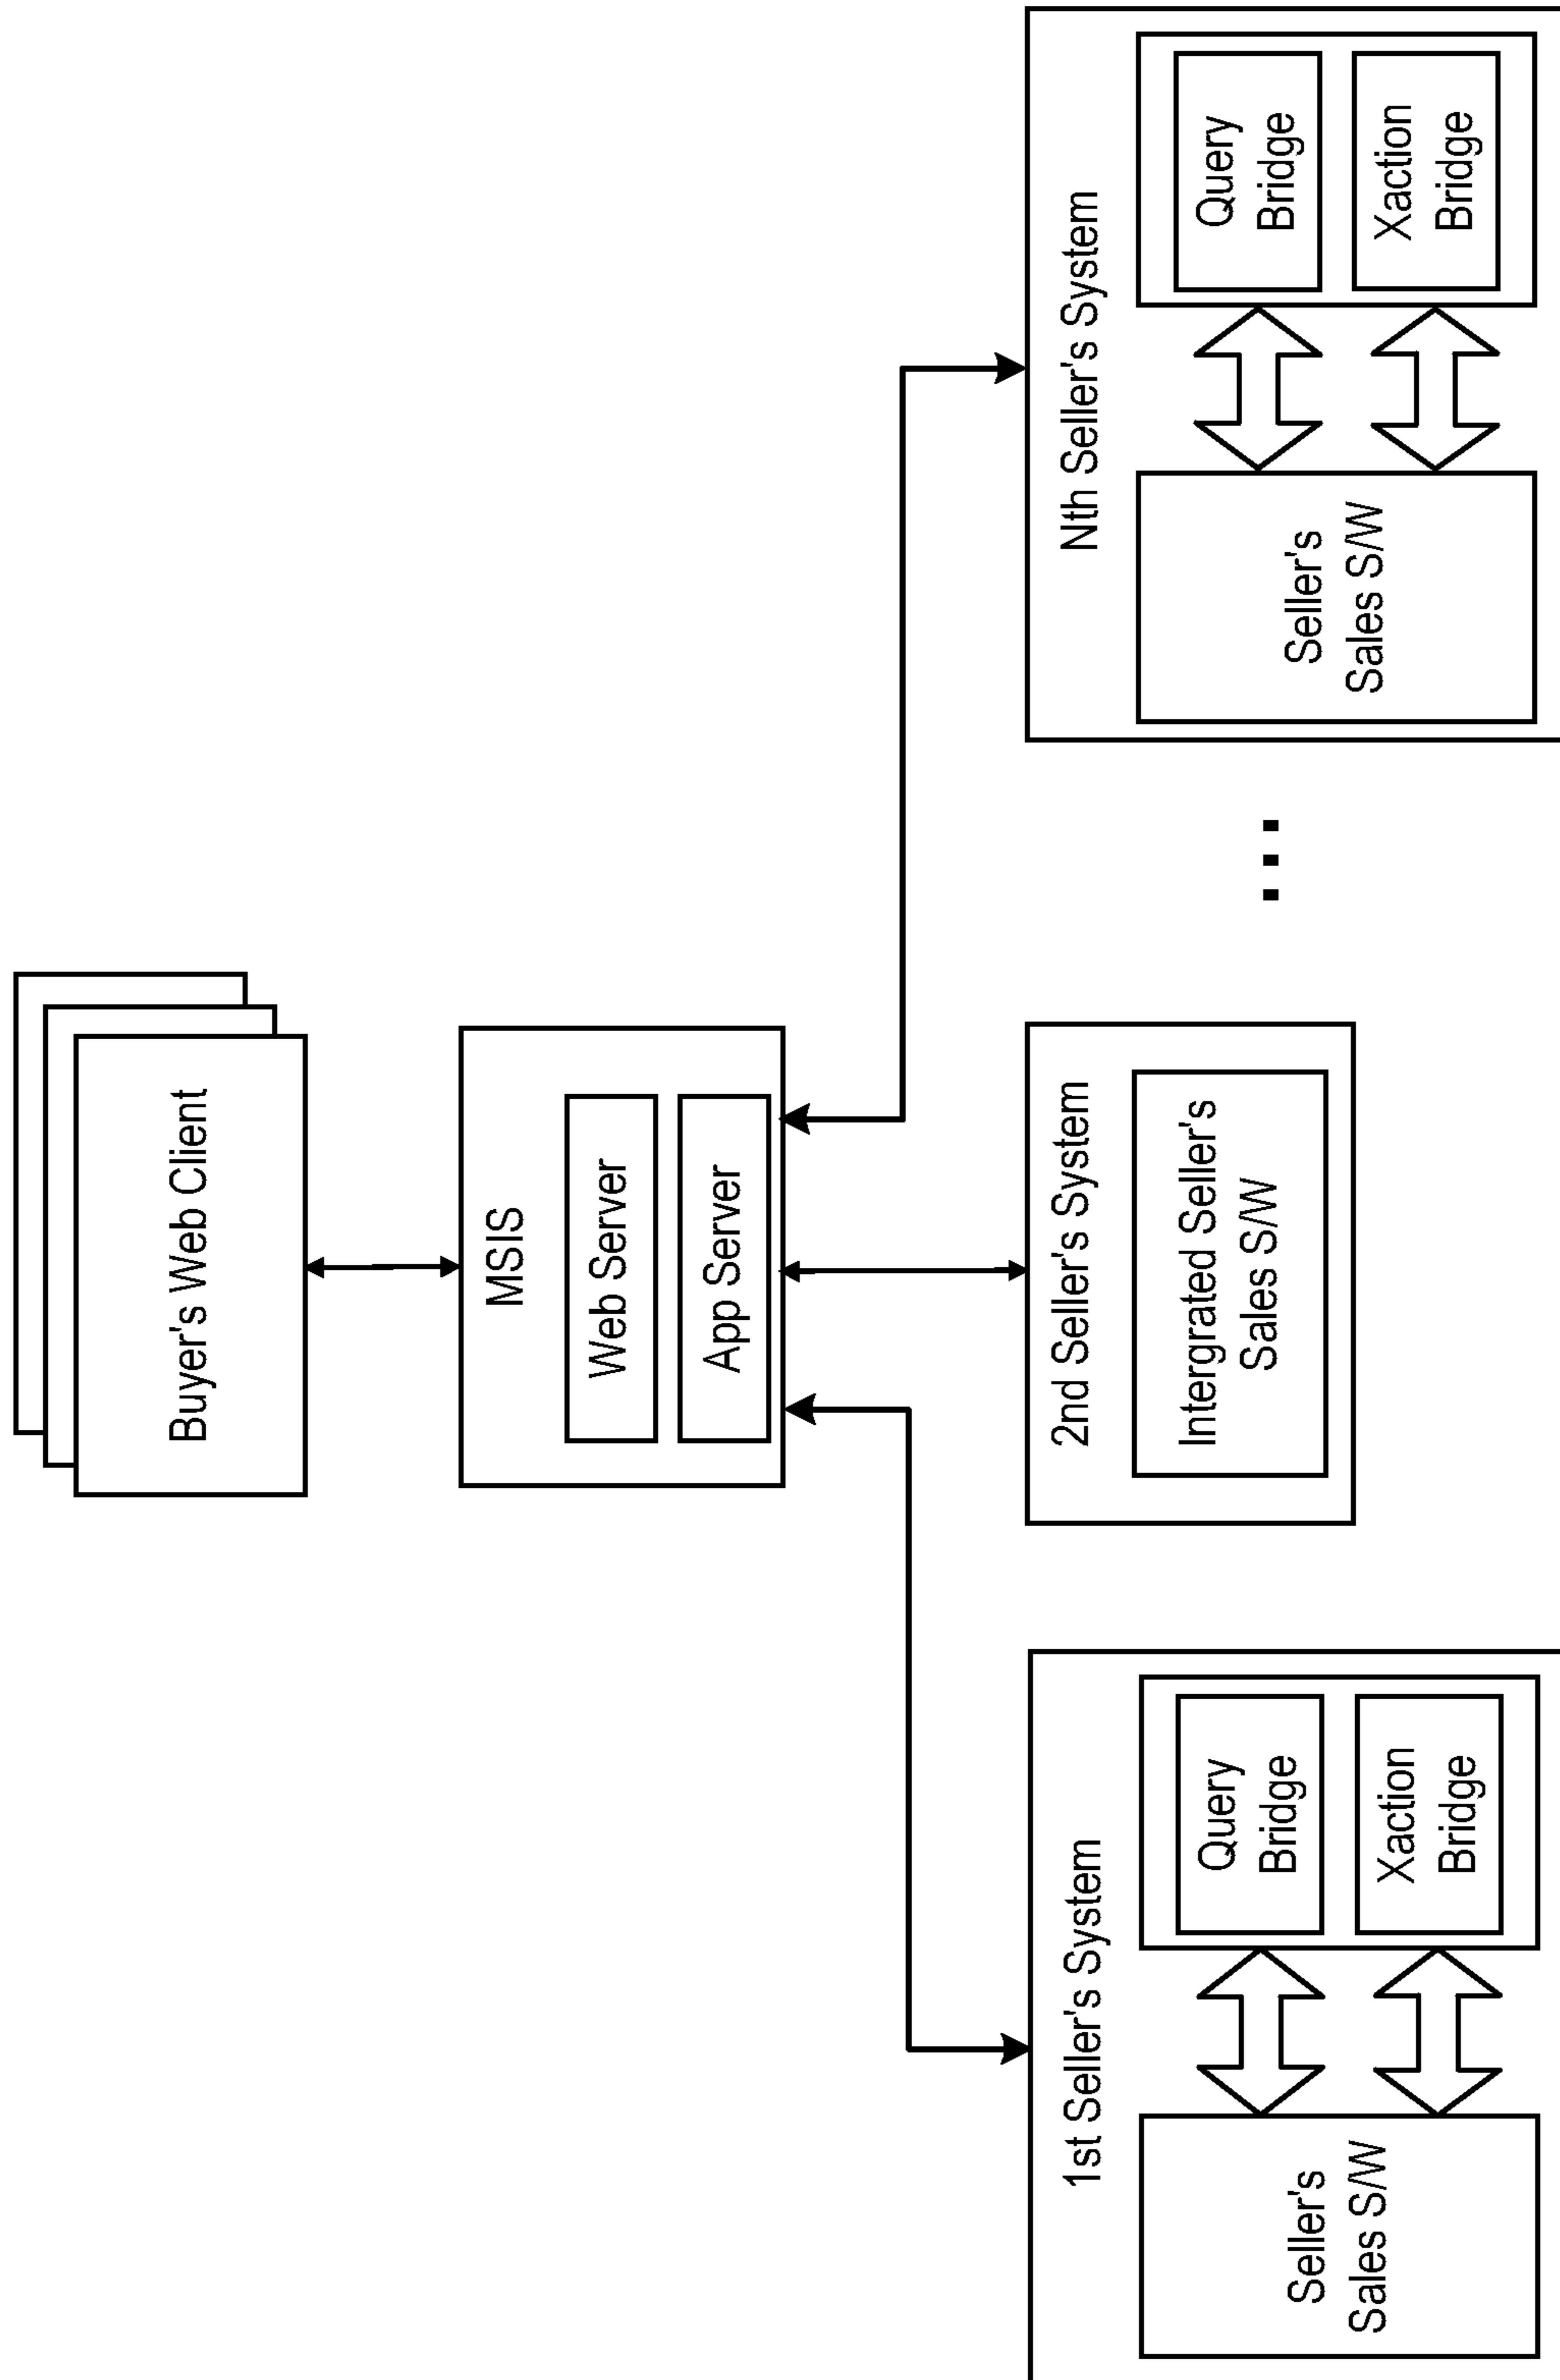 Buyer's Web Client
MSIS
Web Server
App Server
1st Seller's System
Seller's
Sales S/W
Query
Bridge
Xaction
Bridge
2nd Seller's System
Intergrated Seller's
Sales S/W
...
Nth Seller's System
Seller's
Sales S/W
Query
Bridge
Xaction
Bridge